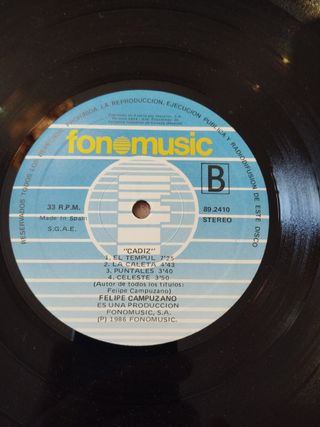 RESERVADOS TODOS LOS
PROHIBIDA, LA REPRODUCCION, EJECUCION PUBLICA Y RADIODIFUSION DE ESTE DISCO
fonomusic
B
33 R.P.M.
Made in Spain
S.G.A.E.
89.2410
STEREO
"CADIZ"
1. EL TEMPUL 7'25
2. LA CALETA 4'43
3. PUNTALES 3'40
4. CELESTE 3'50
(Autor de todos los títulos:
Felipe Campuzano)
FELIPE CAMPUZANO
ES UNA PRODUCCION
FONOMUSIC, S.A.
(P) 1986 FONOMUSIC.